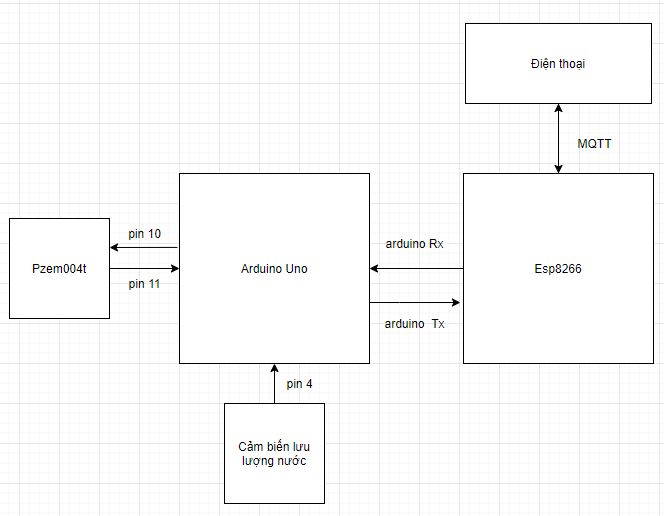 Điện thoại
MQTT
pin 10
arduino Rx
Pzem004t
Arduino Uno
Esp8266
pin 11
arduino Tx
pin 4
Cảm biến lưu
lượng nước